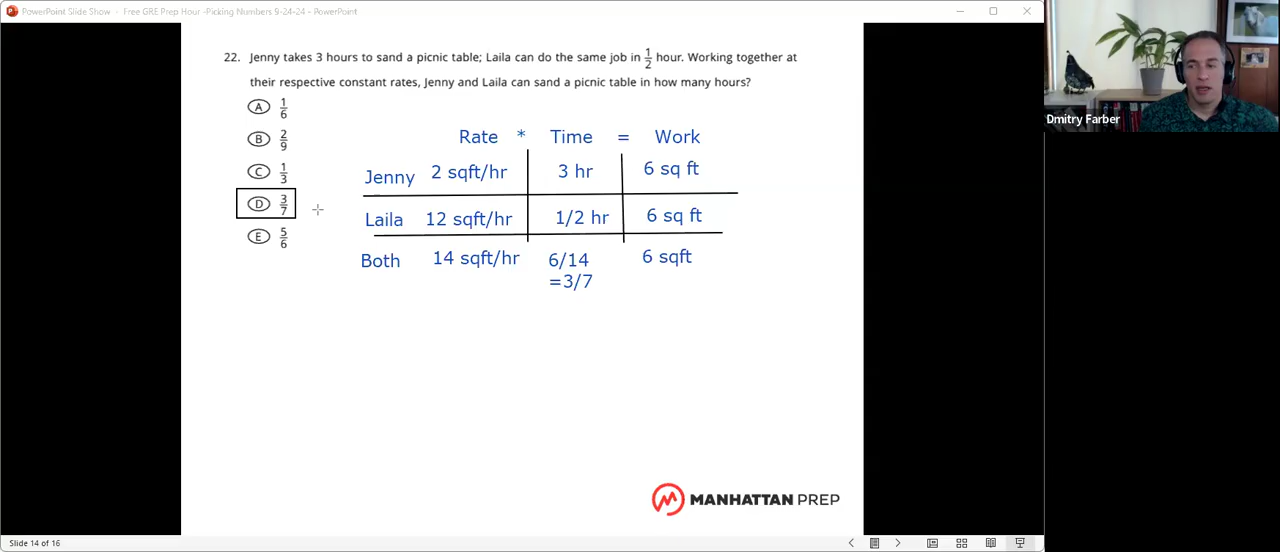 PowerPoint Slide Show - Free GRE Prep Hour -Picking Numbers 9-24-24 - PowerPoint
22. Jenny takes 3 hours to sand a picnic table; Laila can do the same job in 1/2 hour. Working together at
their respective constant rates, Jenny and Laila can sand a picnic table in how many hours?
A 1/6
B 2/9
C 1/3
D 3/7
E 5/6
Rate * Time = Work
Jenny 2 sqft/hr 3 hr 6 sq ft
Laila 12 sqft/hr 1/2 hr 6 sq ft
Both 14 sqft/hr 6/14 6 sqft
=3/7
Dmitry Farber
MANHATTAN PREP
Slide 14 of 16